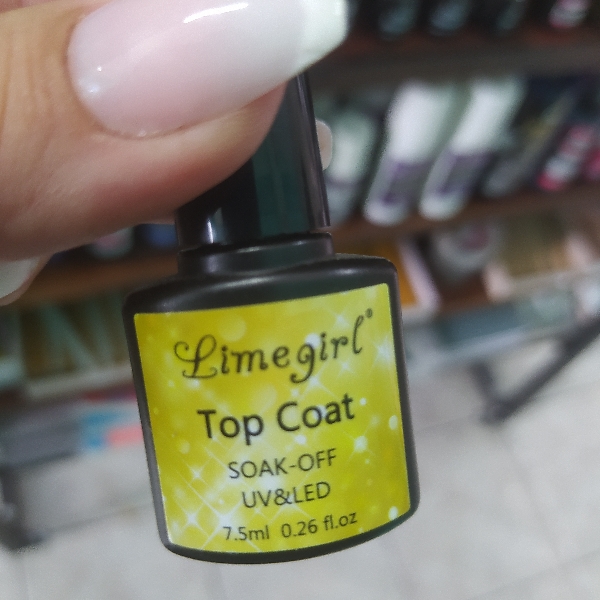 Limegirl®
Top Coat
SOAK-OFF
UV&LED
7.5ml 0.26 fl.oz